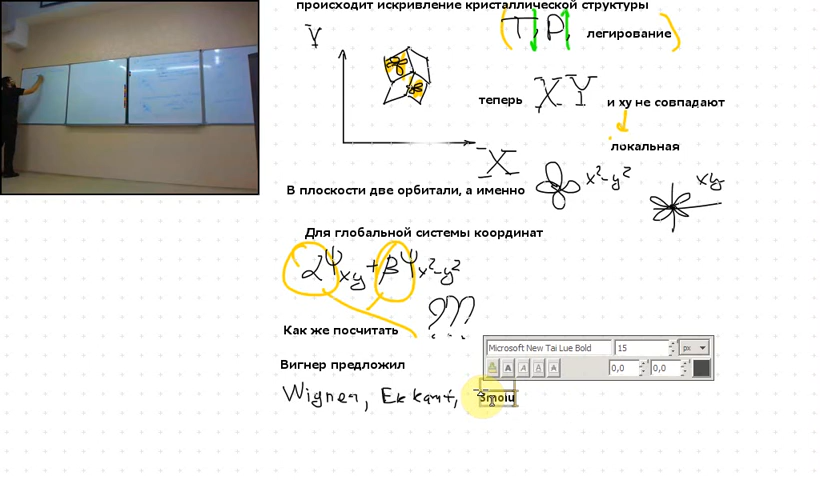 происходит искривление кристаллической структуры
(T, P, легирование)
Y
теперь X Y и xy не совпадают
локальная
X
В плоскости две орбитали, а именно x²-y² xy
Для глобальной системы координат
αΨxy + βΨx²-y²
Как же посчитать ???
Вигнер предложил
Microsoft New Tai Lue Bold 15 px
A A A A A 0,0 0,0
Wigner, Ekkart,